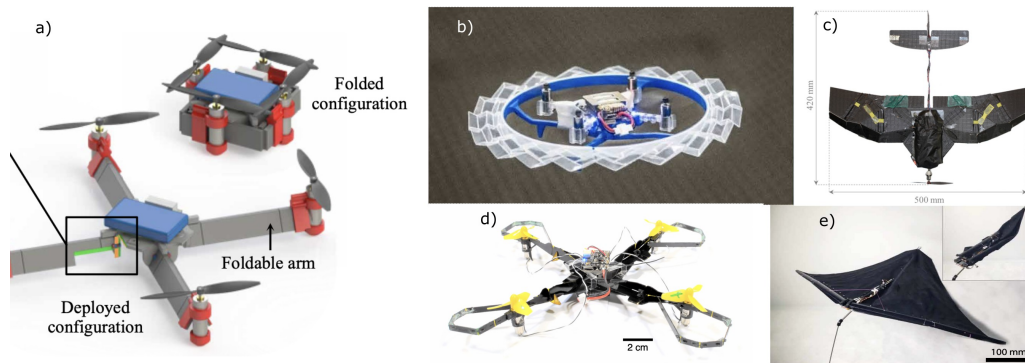 a)
Folded
configuration
Foldable arm
Deployed
configuration
b)
c)
420 mm
500 mm
d)
2 cm
e)
100 mm